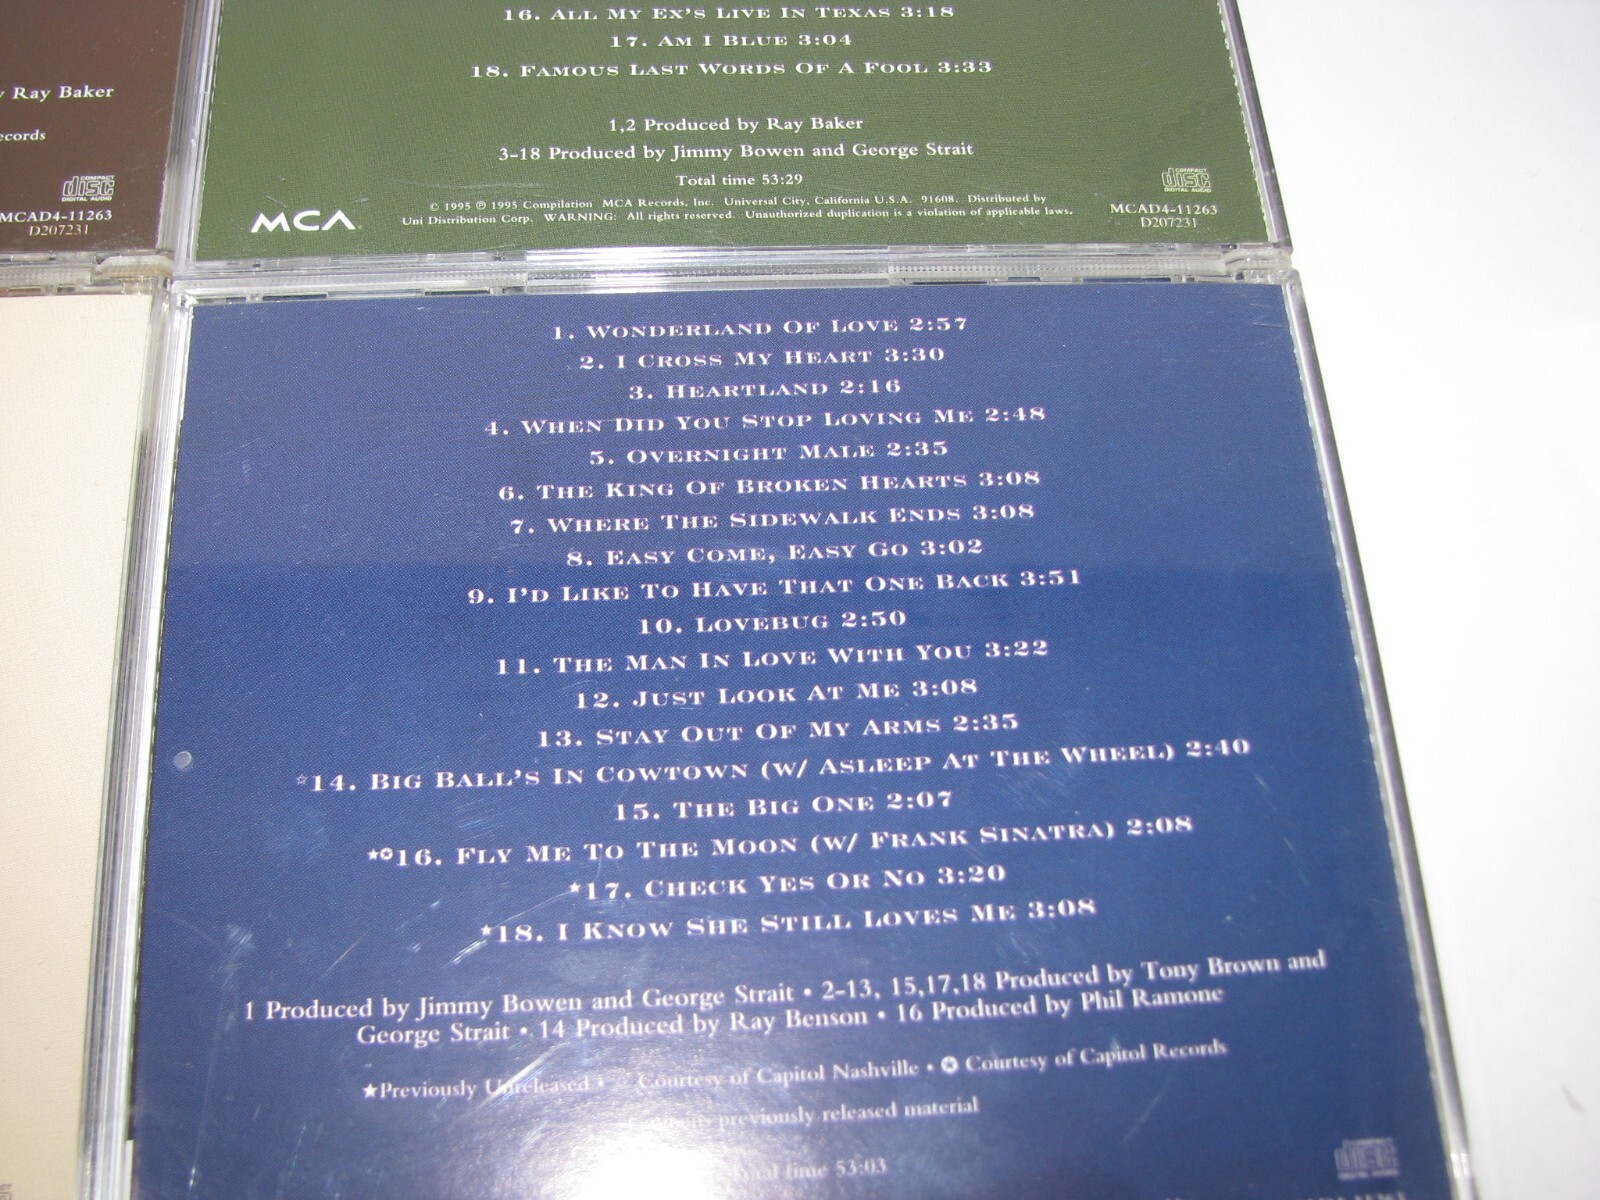 y Ray Baker
ecords
COMPACT
disc
DIGITAL AUDIO
MCAD4-11263
D207231
16. All My Ex's Live In Texas 3:18
17. Am I Blue 3:04
18. Famous Last Words Of A Fool 3:33
1,2 Produced by Ray Baker
3-18 Produced by Jimmy Bowen and George Strait
Total time 53:29
© 1995 ℗ 1995 Compilation MCA Records, Inc. Universal City, California U.S.A. 91608. Distributed by
Uni Distribution Corp. WARNING: All rights reserved. Unauthorized duplication is a violation of applicable laws.
MCA
COMPACT
disc
DIGITAL AUDIO
MCAD4-11263
D207231
1. Wonderland Of Love 2:57
2. I Cross My Heart 3:30
3. Heartland 2:16
4. When Did You Stop Loving Me 2:48
5. Overnight Male 2:35
6. The King Of Broken Hearts 3:08
7. Where The Sidewalk Ends 3:08
8. Easy Come, Easy Go 3:02
9. I'd Like To Have That One Back 3:51
10. Lovebug 2:50
11. The Man In Love With You 3:22
12. Just Look At Me 3:08
13. Stay Out Of My Arms 2:35
☆14. Big Ball's In Cowtown (w/ Asleep At The Wheel) 2:40
15. The Big One 2:07
★✪16. Fly Me To The Moon (w/ Frank Sinatra) 2:08
★17. Check Yes Or No 3:20
★18. I Know She Still Loves Me 3:08
1 Produced by Jimmy Bowen and George Strait • 2-13, 15,17,18 Produced by Tony Brown and
George Strait • 14 Produced by Ray Benson • 16 Produced by Phil Ramone
★Previously Unreleased • Courtesy of Capitol Nashville • ✪ Courtesy of Capitol Records
previously released material
Total time 53:03
COMPACT
disc